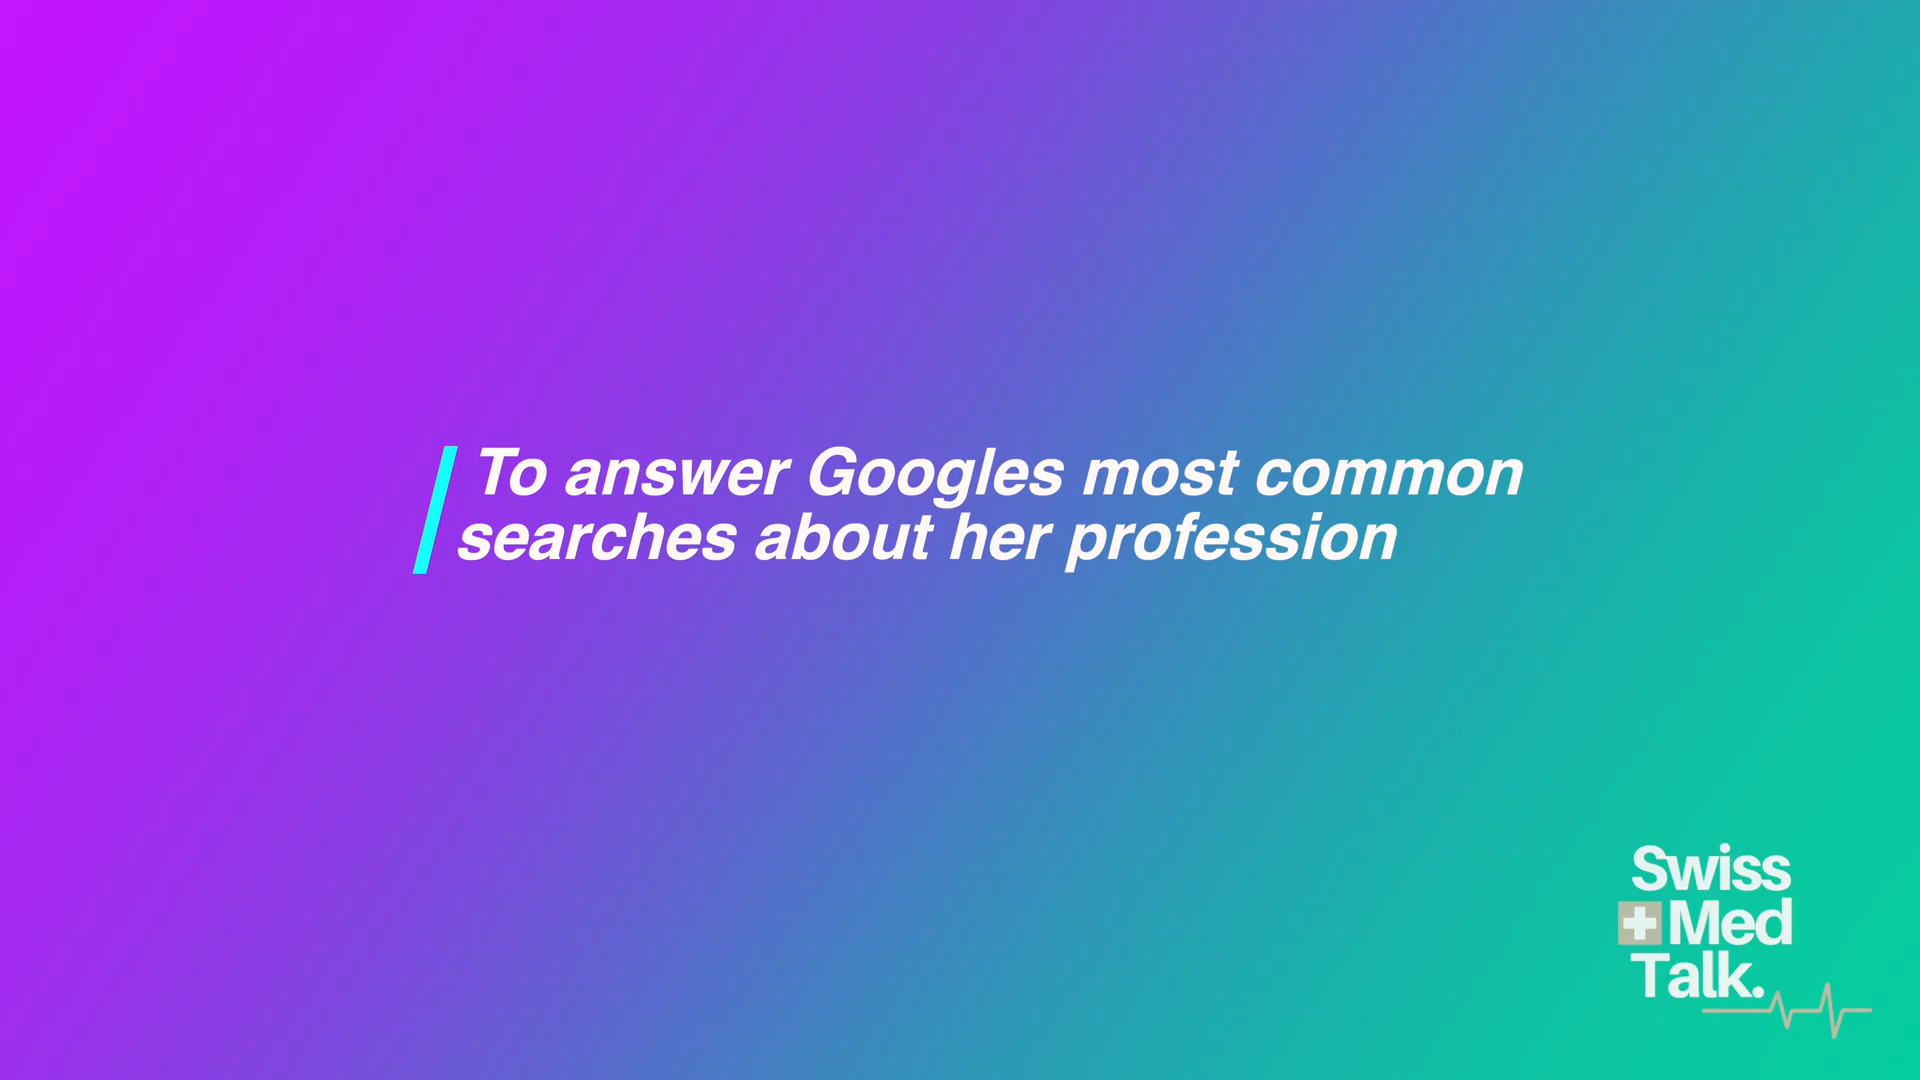 To answer Googles most common
searches about her profession
Swiss
Med
Talk.